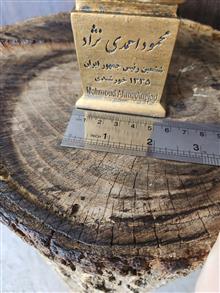 محمود احمدی نژاد
ششمین رئیس جمهور ایران
۱۳۳۵ خورشیدی
Mahmoud Ahmadinejad
1 2 3 4 5 6 7 8
1 2 3